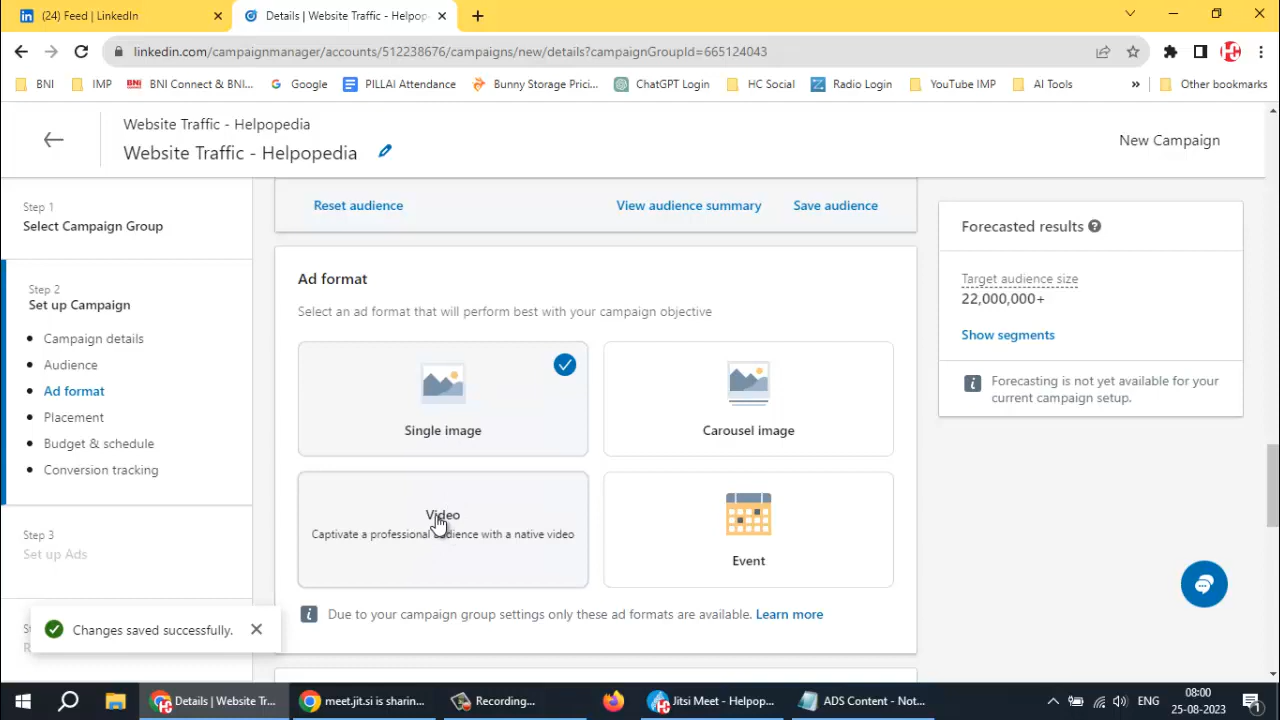 (24) Feed | LinkedIn
Details | Website Traffic - Helpop
linkedin.com/campaignmanager/accounts/512238676/campaigns/new/details?campaignGroupId=665124043
BNI
IMP
BNI Connect & BNI...
Google
PILLAI Attendance
Bunny Storage Pricin...
ChatGPT Login
HC Social
Radio Login
YouTube IMP
AI Tools
»
Other bookmarks
Website Traffic - Helpopedia
Website Traffic - Helpopedia
New Campaign
Step 1
Select Campaign Group
Step 2
Set up Campaign
Campaign details
Audience
Ad format
Placement
Budget & schedule
Conversion tracking
Step 3
Set up Ads
Reset audience
View audience summary
Save audience
Ad format
Select an ad format that will perform best with your campaign objective
Single image
Carousel image
Video
Captivate a professional audience with a native video
Event
Due to your campaign group settings only these ad formats are available. Learn more
Forecasted results
Target audience size
22,000,000+
Show segments
Forecasting is not yet available for your
current campaign setup.
Changes saved successfully.
Details | Website Tr...
meet.jit.si is sharin...
Recording...
Jitsi Meet - Helpop...
ADS Content - Not...
ENG
08:00
25-08-2023